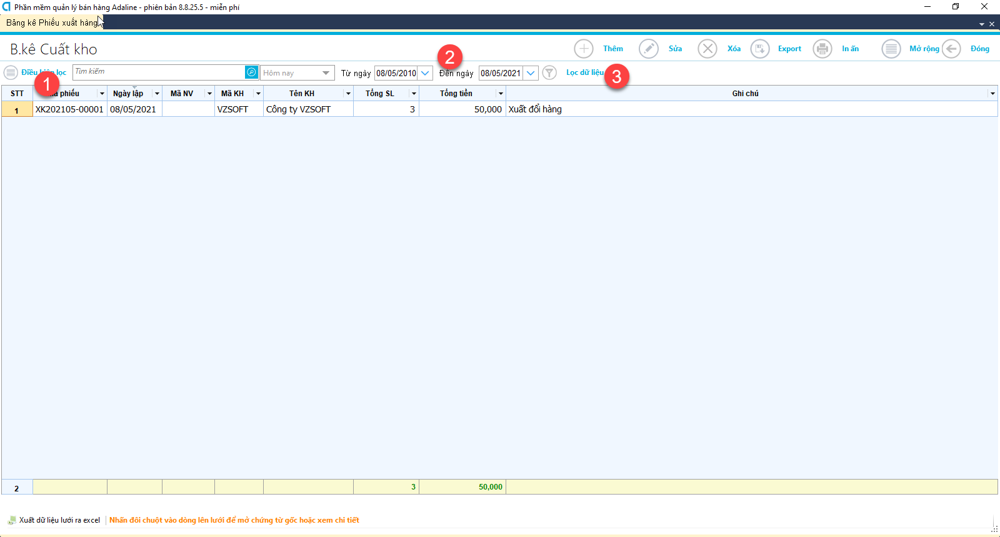 Phần mềm quản lý bán hàng Adaline - phiên bản 8.8.25.5 - miễn phí
Bảng kê Phiếu xuất hàng
B.kê Cuất kho
Thêm Sửa Xóa Export In ấn Mở rộng Đóng
Điều lọc Tìm kiếm Hôm nay Từ ngày 08/05/2010 Đến ngày 08/05/2021 Lọc dữ liệu
1 2 3
STT phiếu Ngày lập Mã NV Mã KH Tên KH Tổng SL Tổng tiền Ghi chú
1 XK202105-00001 08/05/2021 VZSOFT Công ty VZSOFT 3 50,000 Xuất đổi hàng
2 3 50,000
Xuất dữ liệu lưới ra excel Nhấn đôi chuột vào dòng lên lưới để mở chứng từ gốc hoặc xem chi tiết